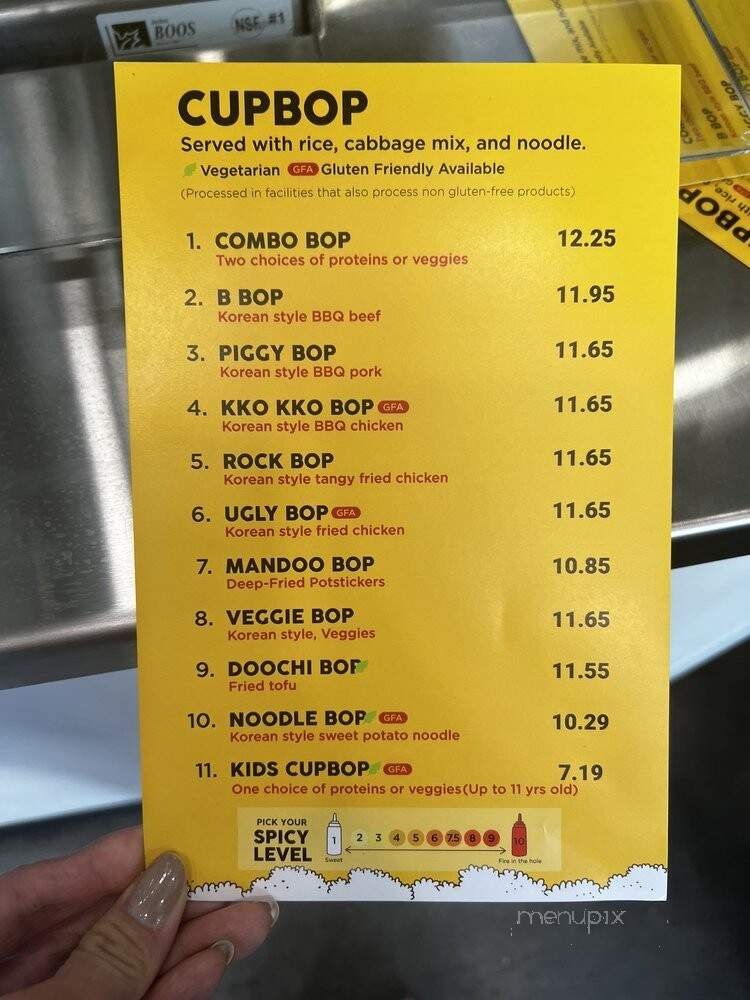 BOOS
NSF #1
CUPBOP
Served with rice, cabbage mix, and noodle.
Vegetarian GFA Gluten Friendly Available
(Processed in facilities that also process non gluten-free products)
1. COMBO BOP 12.25
Two choices of proteins or veggies
2. B BOP 11.95
Korean style BBQ beef
3. PIGGY BOP 11.65
Korean style BBQ pork
4. KKO KKO BOP GFA 11.65
Korean style BBQ chicken
5. ROCK BOP 11.65
Korean style tangy fried chicken
6. UGLY BOP GFA 11.65
Korean style fried chicken
7. MANDOO BOP 10.85
Deep-Fried Potstickers
8. VEGGIE BOP 11.65
Korean style, Veggies
9. DOOCHI BOP 11.55
Fried tofu
10. NOODLE BOP GFA 10.29
Korean style sweet potato noodle
11. KIDS CUPBOP GFA 7.19
One choice of proteins or veggies(Up to 11 yrs old)
PICK YOUR
SPICY
LEVEL
1 2 3 4 5 6 7.5 8 9 10
Sweet Fire in the hole
menupix